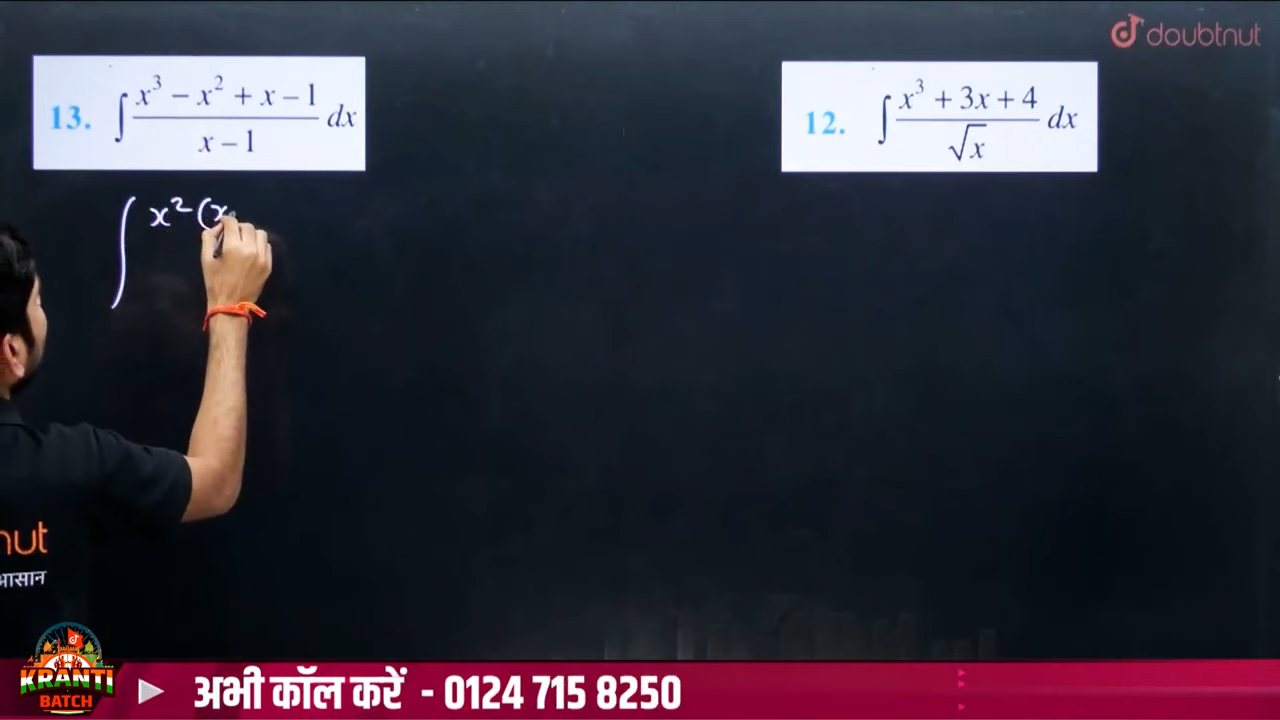 doubtnut
13. ∫ (x³ − x² + x − 1)/(x − 1) dx
12. ∫ (x³ + 3x + 4)/√x dx
∫ x² (x
nut
आसान
KRANTI
BATCH
अभी कॉल करें - 0124 715 8250